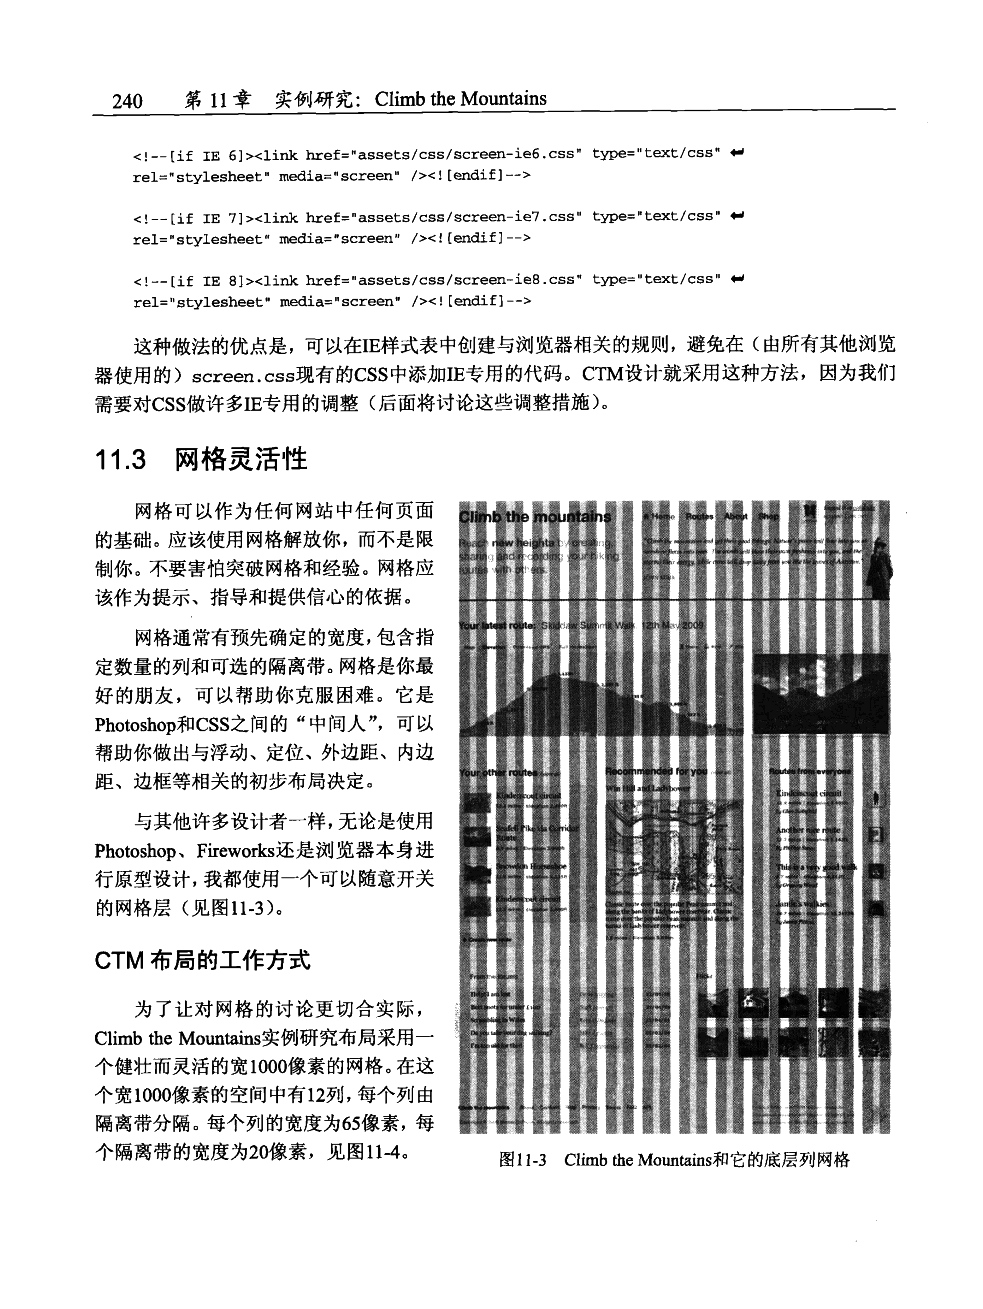 240 第 11 章 实例研究：Climb the Mountains
<!--[if IE 6]><link href="assets/css/screen-ie6.css" type="text/css" ↵
rel="stylesheet" media="screen" /><![endif]-->
<!--[if IE 7]><link href="assets/css/screen-ie7.css" type="text/css" ↵
rel="stylesheet" media="screen" /><![endif]-->
<!--[if IE 8]><link href="assets/css/screen-ie8.css" type="text/css" ↵
rel="stylesheet" media="screen" /><![endif]-->
这种做法的优点是，可以在IE样式表中创建与浏览器相关的规则，避免在（由所有其他浏览
器使用的）screen.css现有的CSS中添加IE专用的代码。CTM设计就采用这种方法，因为我们
需要对CSS做许多IE专用的调整（后面将讨论这些调整措施）。
11.3 网格灵活性
网格可以作为任何网站中任何页面
的基础。应该使用网格解放你，而不是限
制你。不要害怕突破网格和经验。网格应
该作为提示、指导和提供信心的依据。
网格通常有预先确定的宽度，包含指
定数量的列和可选的隔离带。网格是你最
好的朋友，可以帮助你克服困难。它是
Photoshop和CSS之间的“中间人”，可以
帮助你做出与浮动、定位、外边距、内边
距、边框等相关的初步布局决定。
与其他许多设计者一样，无论是使用
Photoshop、Fireworks还是浏览器本身进
行原型设计，我都使用一个可以随意开关
的网格层（见图11-3）。
CTM 布局的工作方式
为了让对网格的讨论更切合实际，
Climb the Mountains实例研究布局采用一
个健壮而灵活的宽1000像素的网格。在这
个宽1000像素的空间中有12列，每个列由
隔离带分隔。每个列的宽度为65像素，每
个隔离带的宽度为20像素，见图11-4。
Climb the mountains
Home Routes About Shop
Reach new heights by creating,
sharing and recording your hiking
routes with others.
Your latest route: Skiddaw Summit Walk 12th May 2009
Your other routes
Recommended for you
Routes from everyone
Kinderscout circuit
Win Hill and Ladybower
Kinderscout circuit
Scafell Pike via Corridor
Route
Another nice route
Snowdon Horseshoe
This is a very good walk
Kinderscout circuit
Jamie's walkies
图11-3 Climb the Mountains和它的底层列网格